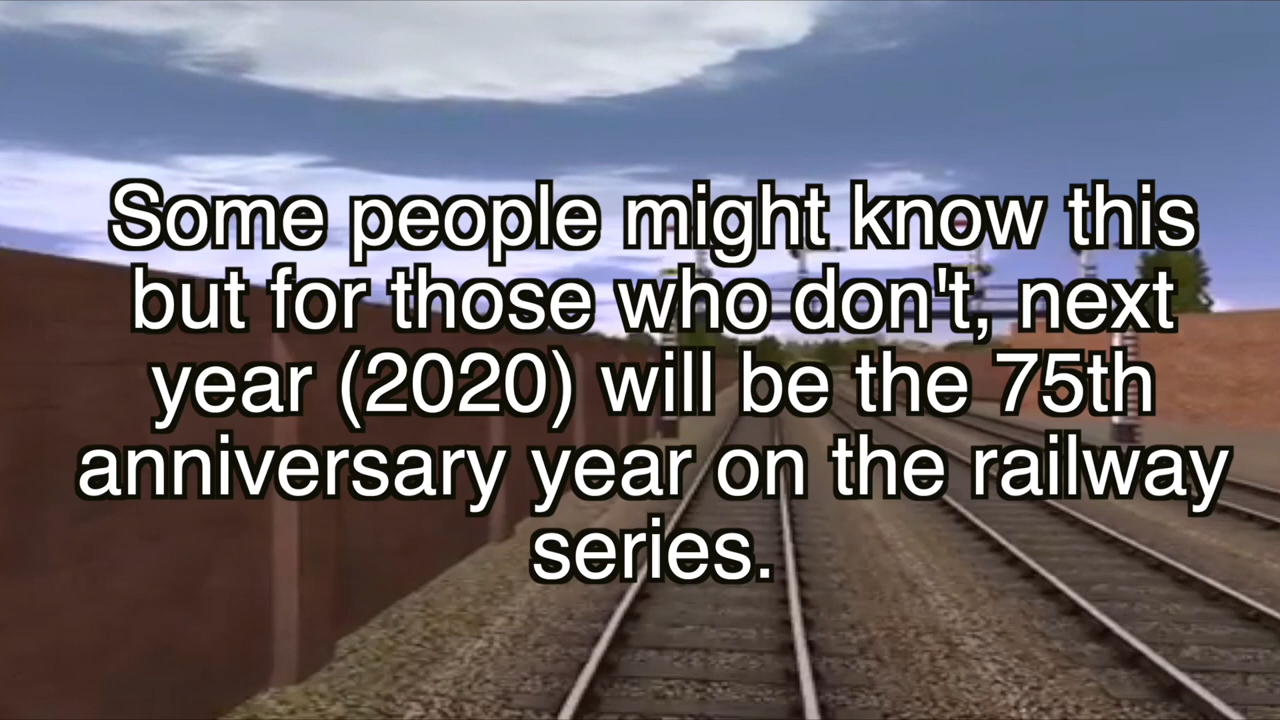 Some people might know this
but for those who don't, next
year (2020) will be the 75th
anniversary year on the railway
series.